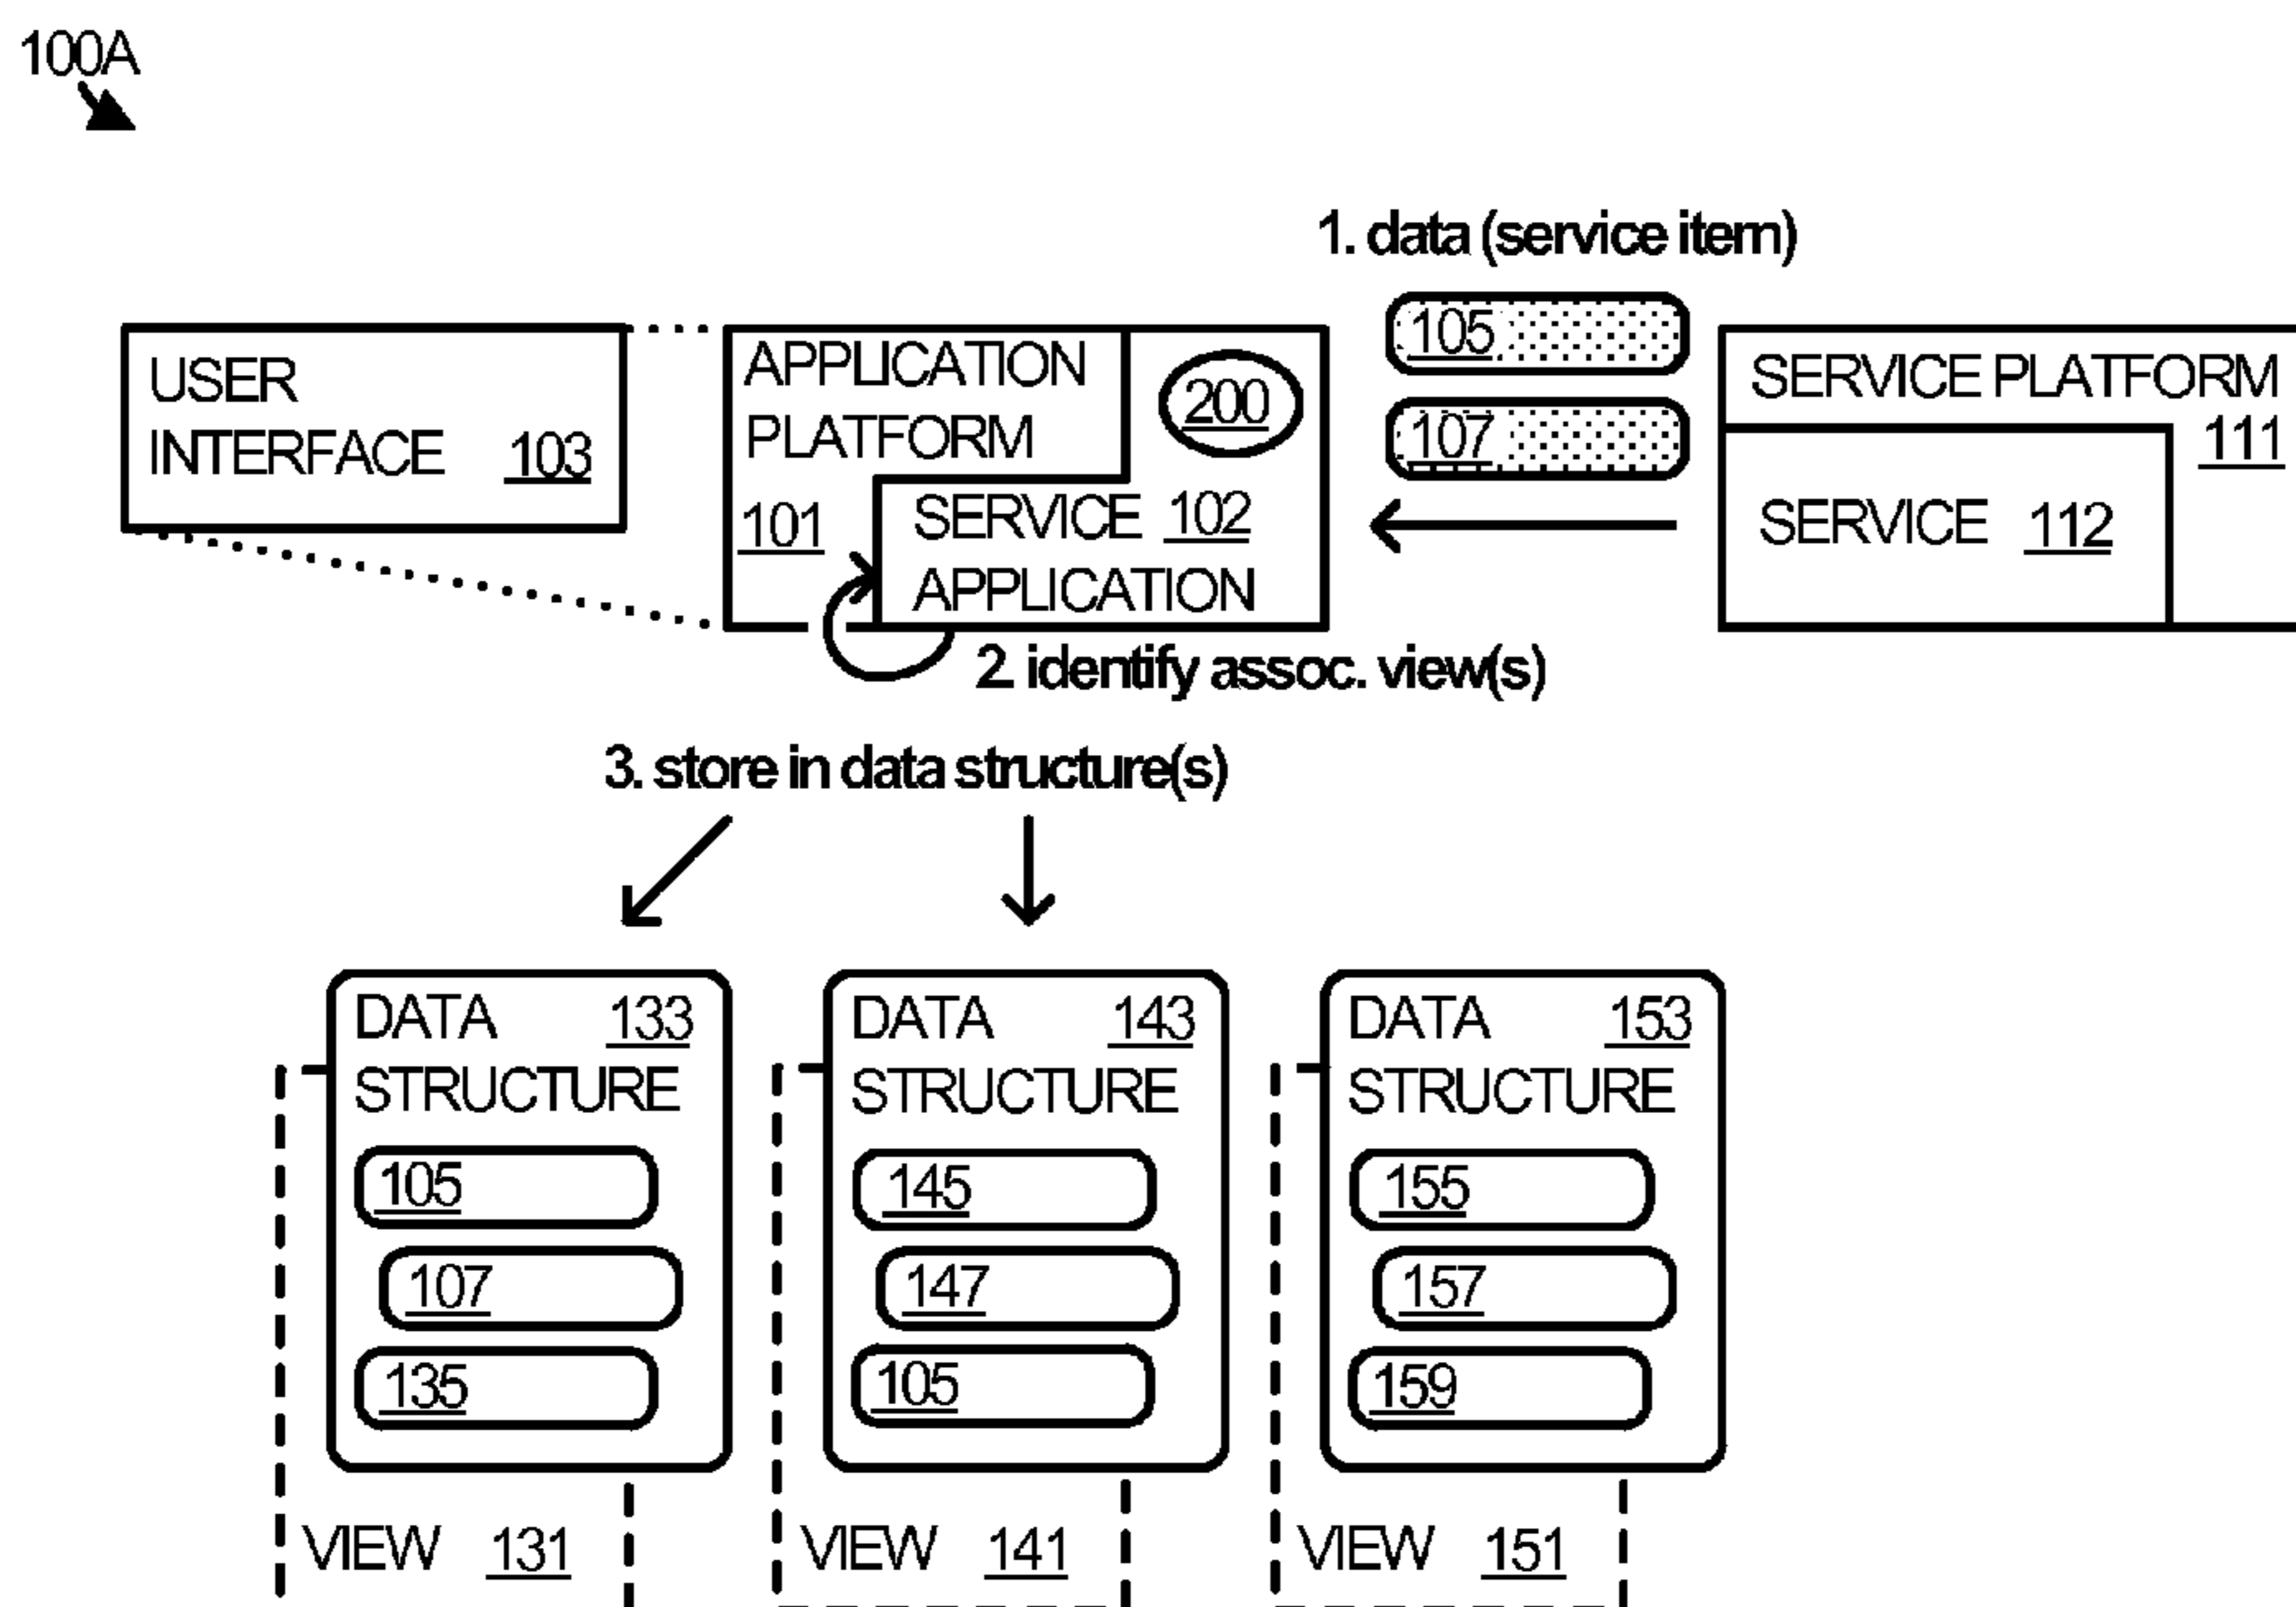 100A
1. data (service item)
105
107
USER
INTERFACE 103
APPLICATION
PLATFORM
101
200
SERVICE 102
APPLICATION
SERVICE PLATFORM
111
SERVICE 112
2. identify assoc. view(s)
3. store in data structure(s)
DATA 133
STRUCTURE
105
107
135
VIEW 131
DATA 143
STRUCTURE
145
147
105
VIEW 141
DATA 153
STRUCTURE
155
157
159
VIEW 151